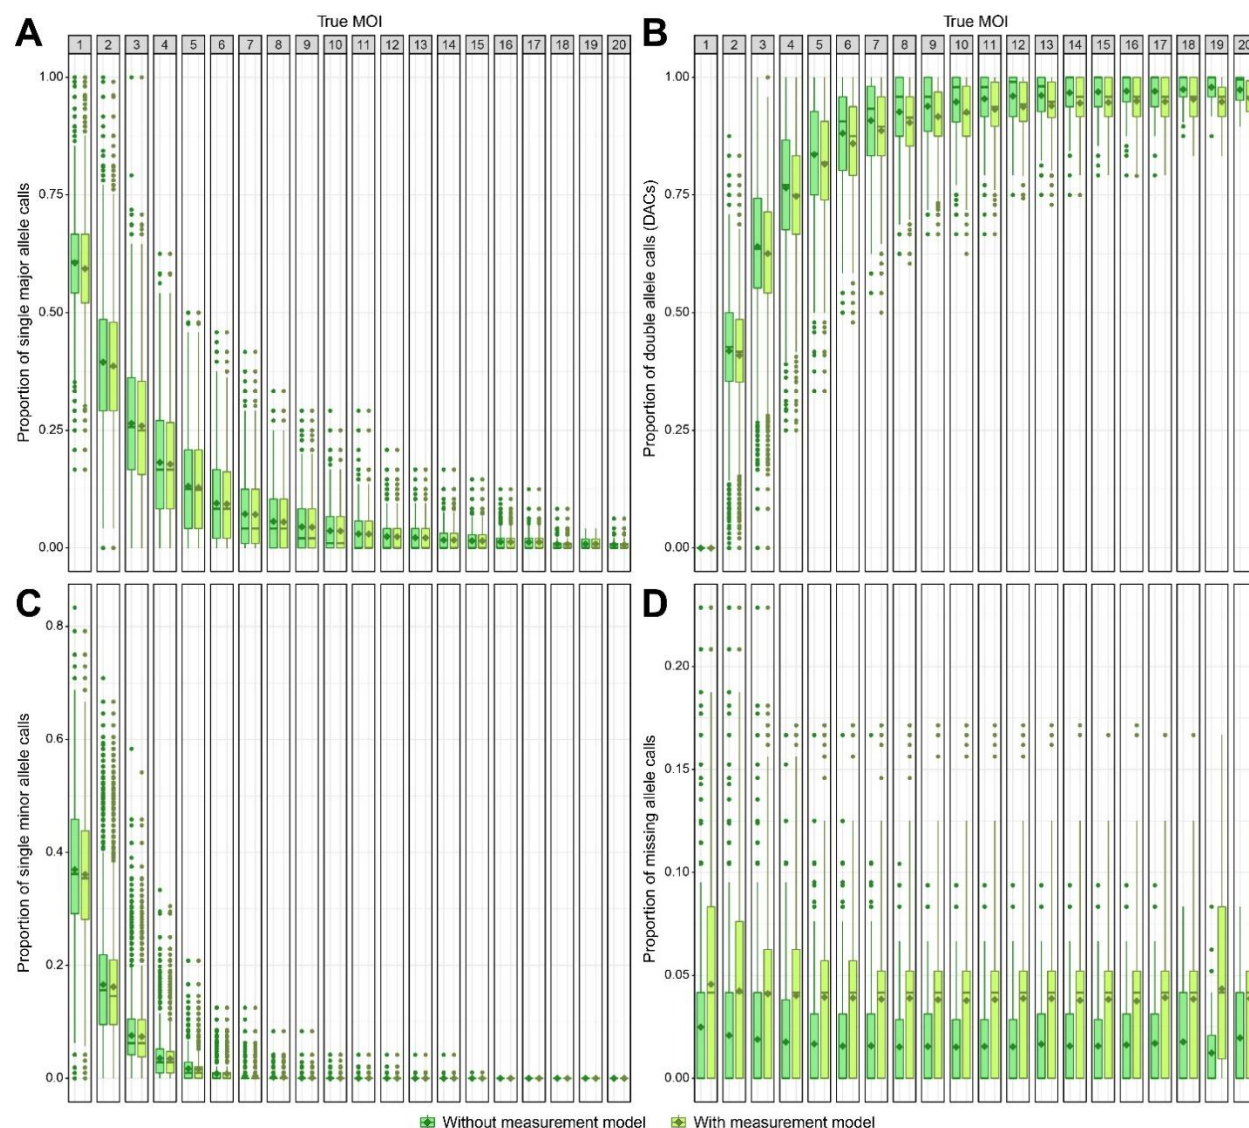 True MOI
True MOI
A
1 2 3 4 5 6 7 8 9 10 11 12 13 14 15 16 17 18 19 20
B
1 2 3 4 5 6 7 8 9 10 11 12 13 14 15 16 17 18 19 20
Proportion of single major allele calls
1.00
0.75
0.50
0.25
0.00
Proportion of double allele calls (DACs)
1.00
0.75
0.50
0.25
0.00
C
D
Proportion of single minor allele calls
0.8
0.6
0.4
0.2
0.0
Proportion of missing allele calls
0.20
0.15
0.10
0.05
0.00
Without measurement model With measurement model